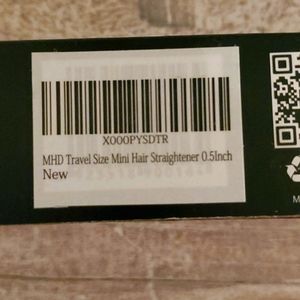 X000PYSDTR
MHD Travel Size Mini Hair Straightener 0.5Inch
New